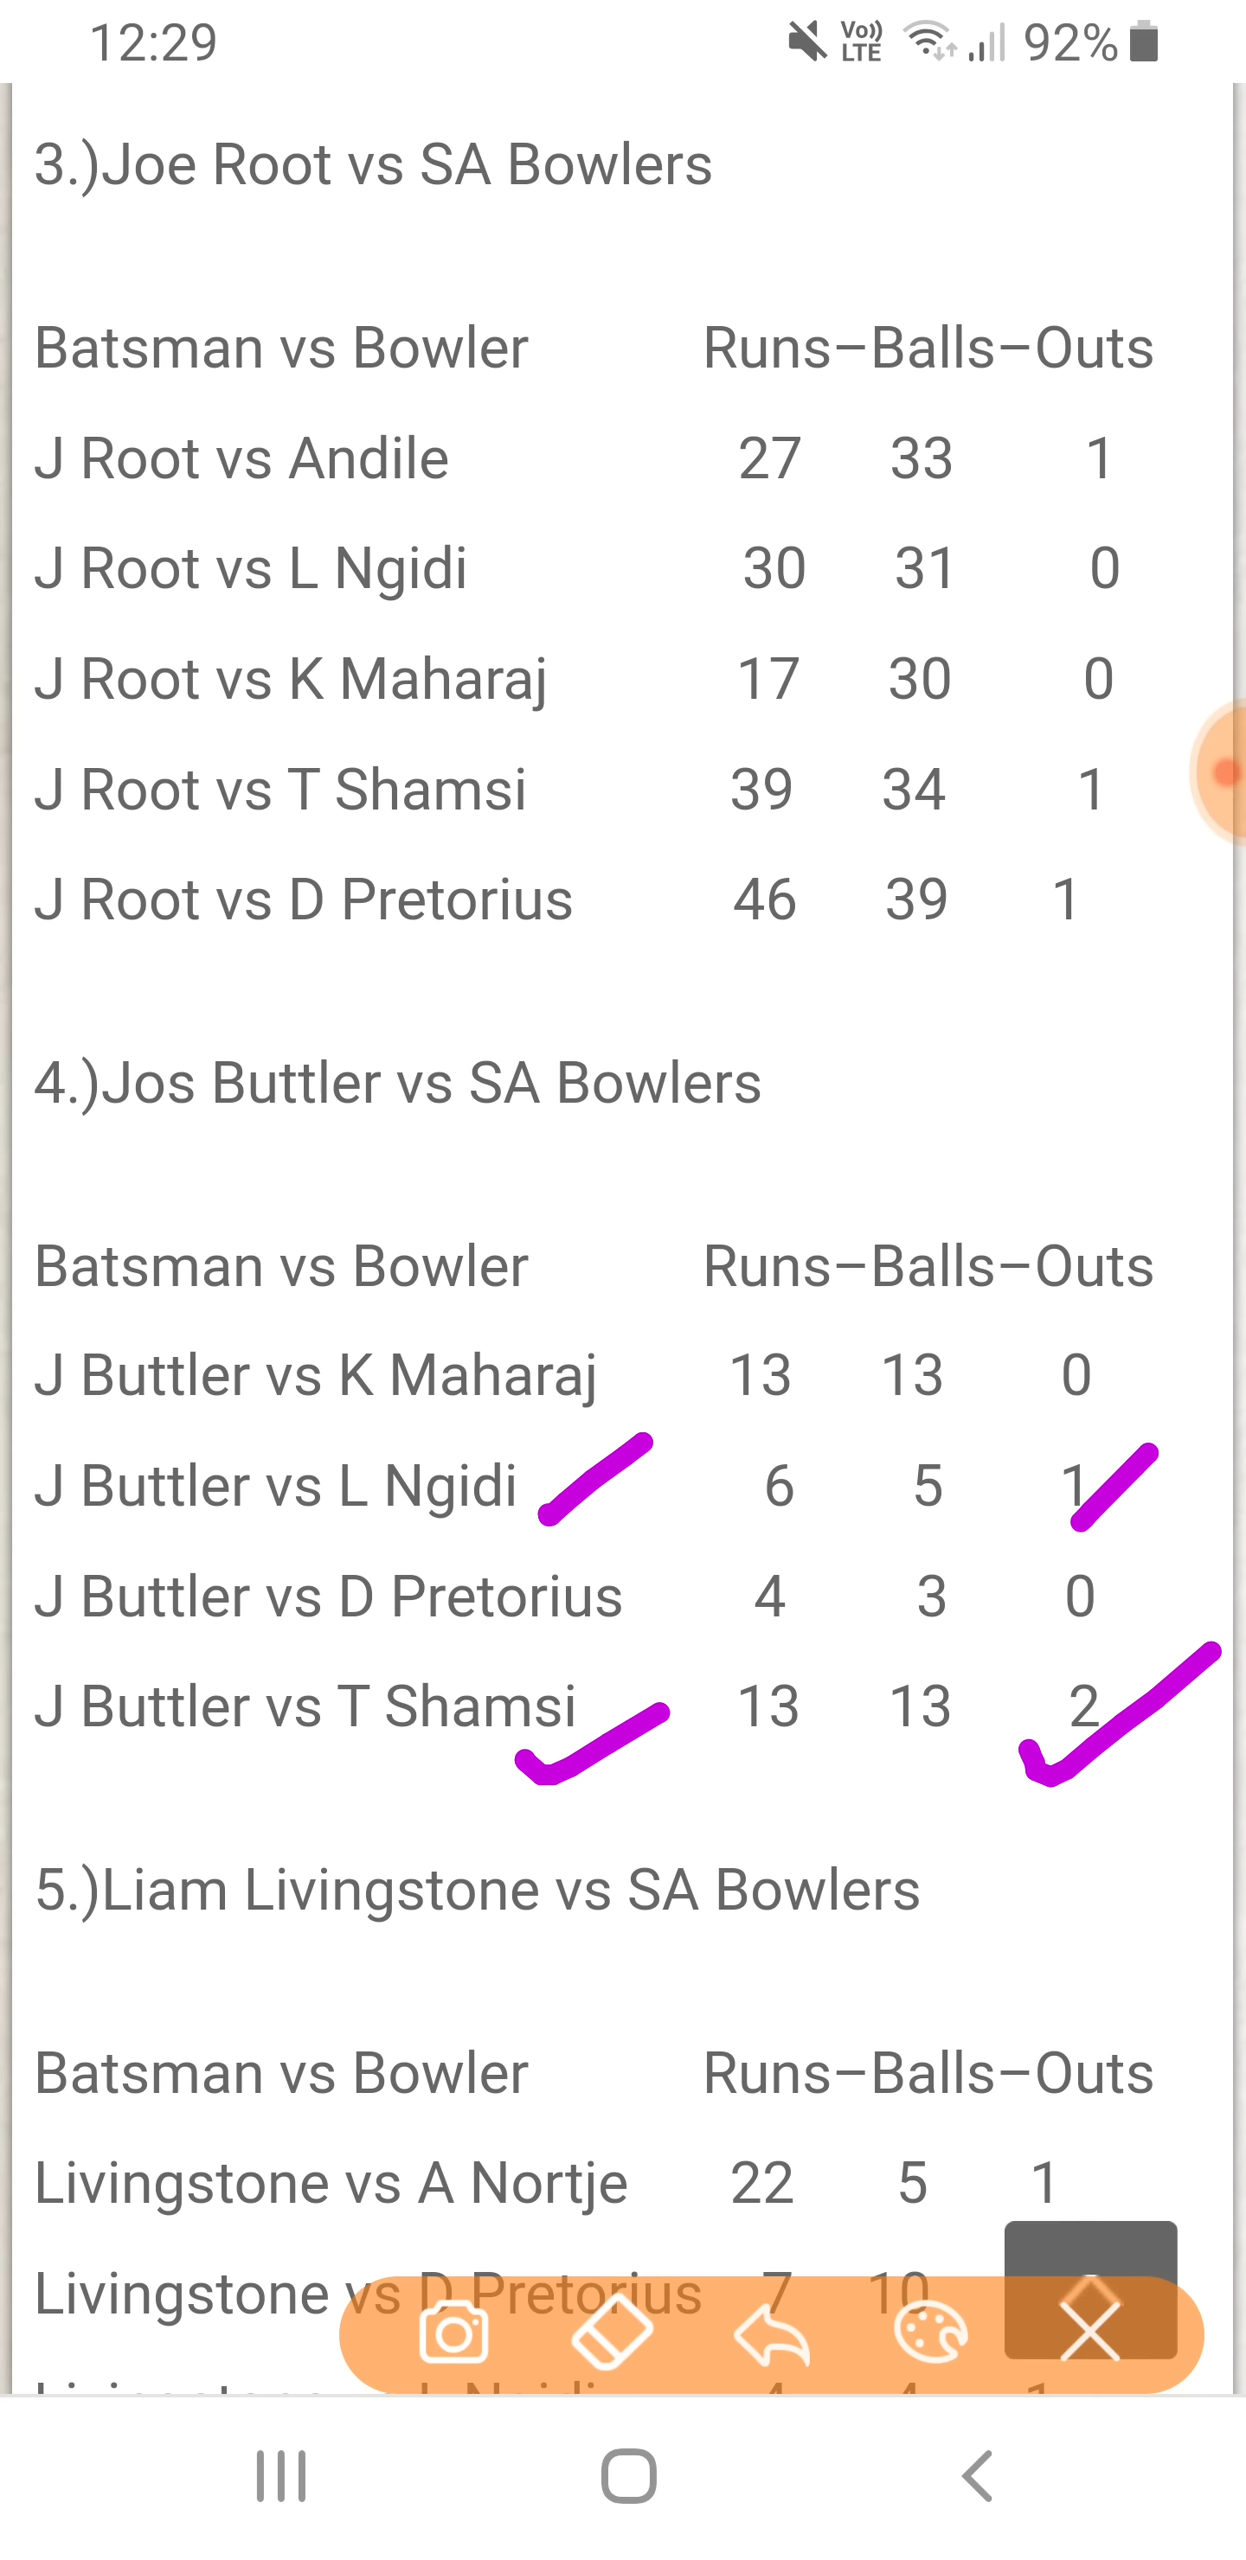 12:29 Vo)) LTE 92%
3.)Joe Root vs SA Bowlers
Batsman vs Bowler Runs–Balls–Outs
J Root vs Andile 27 33 1
J Root vs L Ngidi 30 31 0
J Root vs K Maharaj 17 30 0
J Root vs T Shamsi 39 34 1
J Root vs D Pretorius 46 39 1
4.)Jos Buttler vs SA Bowlers
Batsman vs Bowler Runs–Balls–Outs
J Buttler vs K Maharaj 13 13 0
J Buttler vs L Ngidi 6 5 1
J Buttler vs D Pretorius 4 3 0
J Buttler vs T Shamsi 13 13 2
5.)Liam Livingstone vs SA Bowlers
Batsman vs Bowler Runs–Balls–Outs
Livingstone vs A Nortje 22 5 1
Livingstone vs D Pretorius 7 10